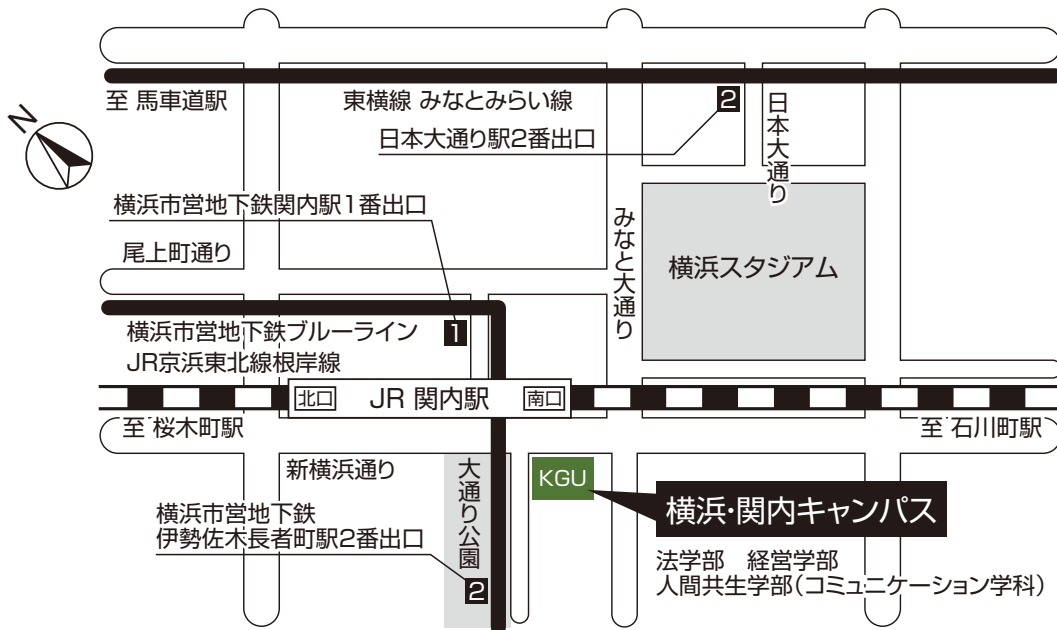 至 馬車道駅
東横線 みなとみらい線
2
日本大通り駅2番出口
日本大通り
N
横浜市営地下鉄関内駅1番出口
尾上町通り
みなと大通り
横浜スタジアム
横浜市営地下鉄ブルーライン
1
JR京浜東北線根岸線
北口
JR 関内駅
南口
至 桜木町駅
至 石川町駅
新横浜通り
大通り公園
KGU
横浜・関内キャンパス
横浜市営地下鉄
伊勢佐木長者町駅2番出口
2
法学部　経営学部
人間共生学部(コミュニケーション学科)